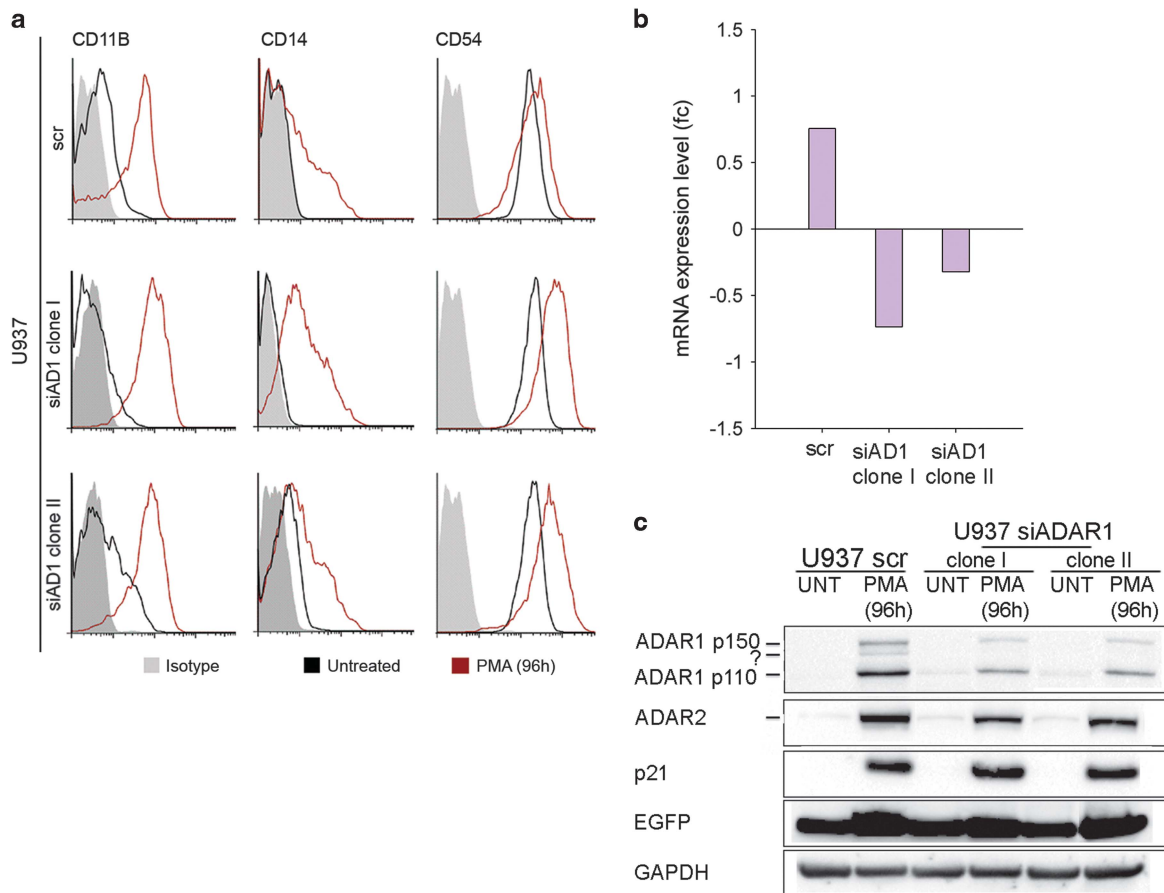 a
CD11B CD14 CD54
U937
scr
siAD1 clone I
siAD1 clone II
Isotype Untreated PMA (96h)
b
mRNA expression level (fc)
1.5
1
0.5
0
-0.5
-1
-1.5
scr siAD1 siAD1
clone I clone II
c
U937 siADAR1
U937 scr clone I clone II
UNT PMA UNT PMA UNT PMA
(96h) (96h) (96h)
ADAR1 p150
?
ADAR1 p110
ADAR2
p21
EGFP
GAPDH